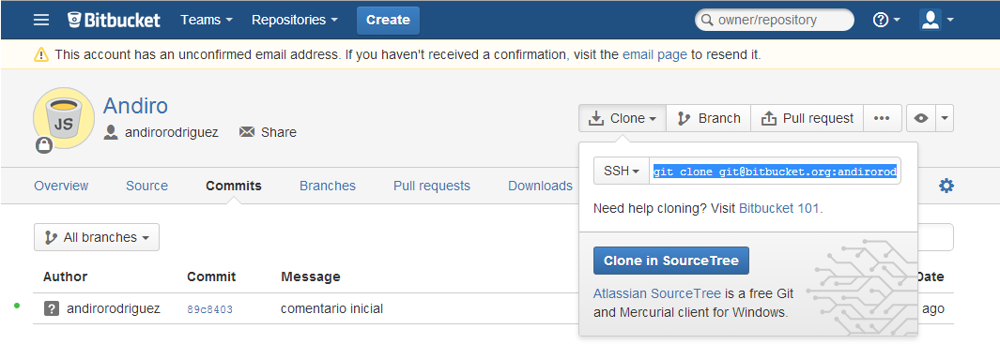 Bitbucket Teams Repositories Create owner/repository
This account has an unconfirmed email address. If you haven't received a confirmation, visit the email page to resend it.
JS
Andiro
andirorodriguez Share
Clone Branch Pull request •••
SSH git clone git@bitbucket.org:andirorod
Need help cloning? Visit Bitbucket 101.
Clone in SourceTree
Atlassian SourceTree is a free Git
and Mercurial client for Windows.
Overview Source Commits Branches Pull requests Downloads
All branches
Author Commit Message Date
? andirorodriguez 89c8403 comentario inicial ago